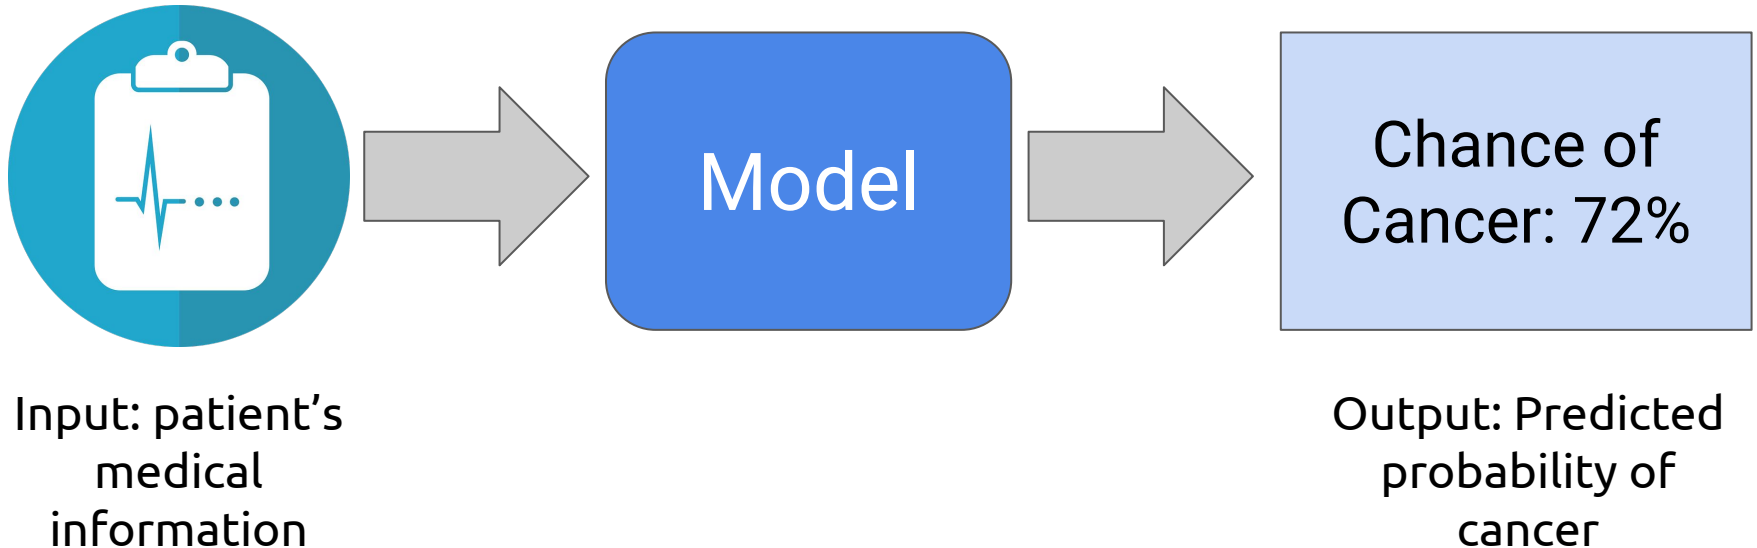 Model
Chance of
Cancer: 72%
Input: patient’s
medical
information
Output: Predicted
probability of
cancer